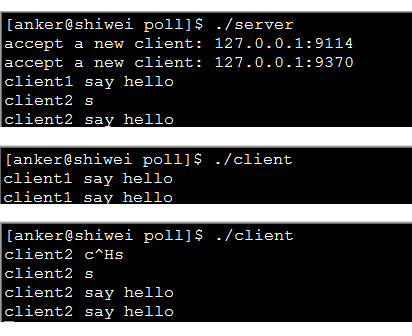 [anker@shiwei poll]$ ./server
accept a new client: 127.0.0.1:9114
accept a new client: 127.0.0.1:9370
client1 say hello
client2 s
client2 say hello
[anker@shiwei poll]$ ./client
client1 say hello
client1 say hello
[anker@shiwei poll]$ ./client
client2 c^Hs
client2 s
client2 say hello
client2 say hello